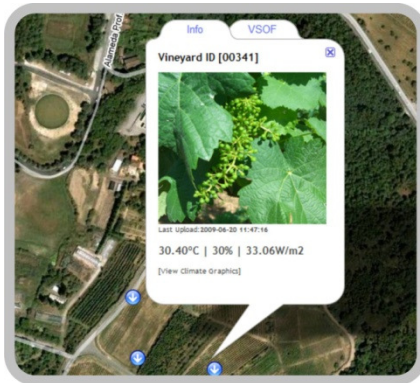 Info VSOF
Alameda Prof
Vineyard ID [00341]
Last Upload:2009-06-20 11:47:16
30.40ºC | 30% | 33.06W/m2
[View Climate Graphics]